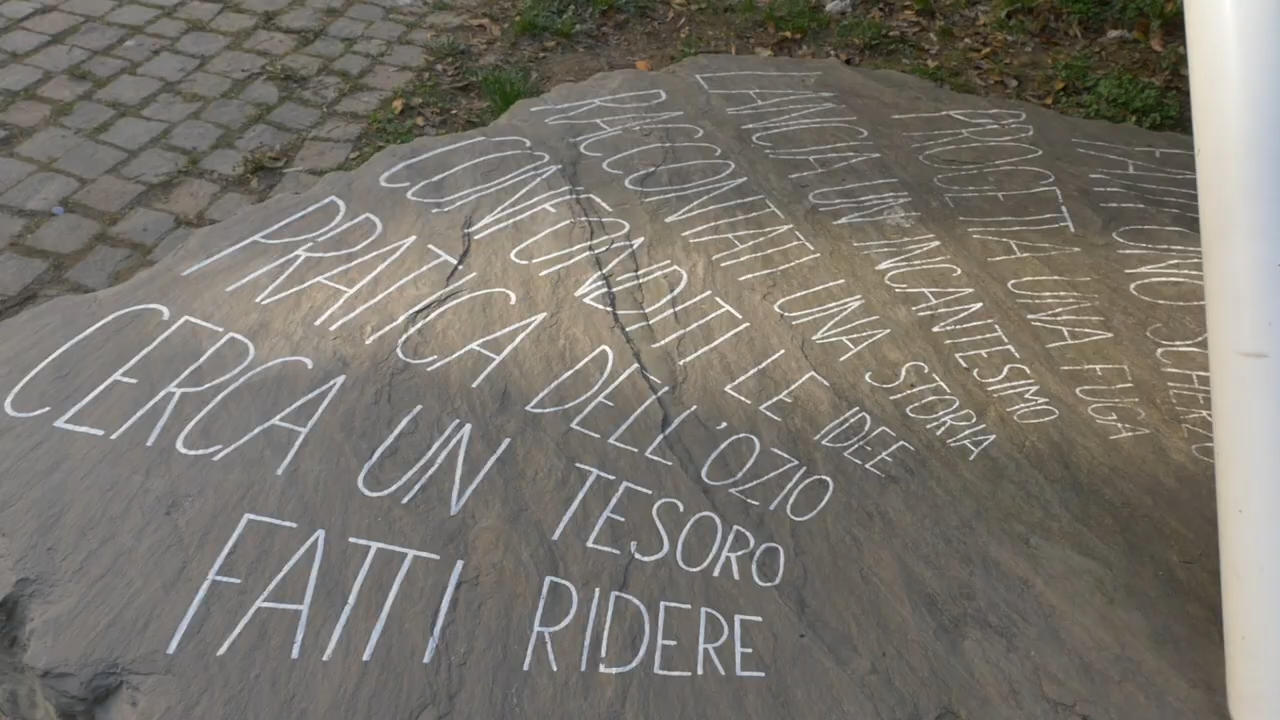 FATTI UNO SCHERZO
PROGETTA UNA FUGA
LANCIA UN INCANTESIMO
RACCONTATI UNA STORIA
CONFONDITI LE IDEE
PRATICA DELL'OZIO
CERCA UN TESORO
FATTI RIDERE